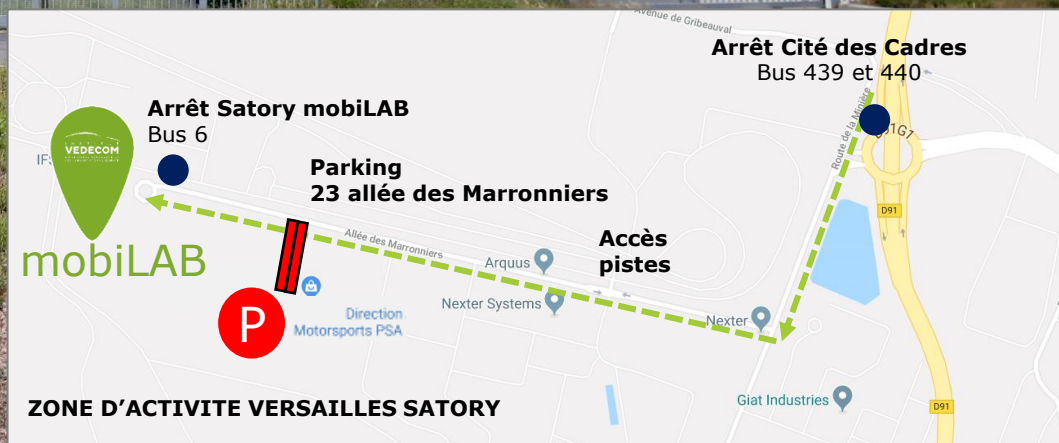 Avenue de Gribeauval
Arrêt Cité des Cadres
Bus 439 et 440
Arrêt Satory mobiLAB
Bus 6
VEDECOM
Route de la Minière
Parking
23 allée des Marronniers
mobiLAB
Allée des Marronniers
Accès
pistes
D91
Arquus
Nexter Systems
Nexter
P
Direction
Motorsports PSA
Giat Industries
D91
ZONE D'ACTIVITE VERSAILLES SATORY